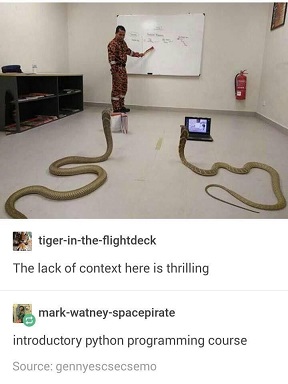 tiger-in-the-flightdeck
The lack of context here is thrilling
mark-watney-spacepirate
introductory python programming course
Source: gennyescsecsemo